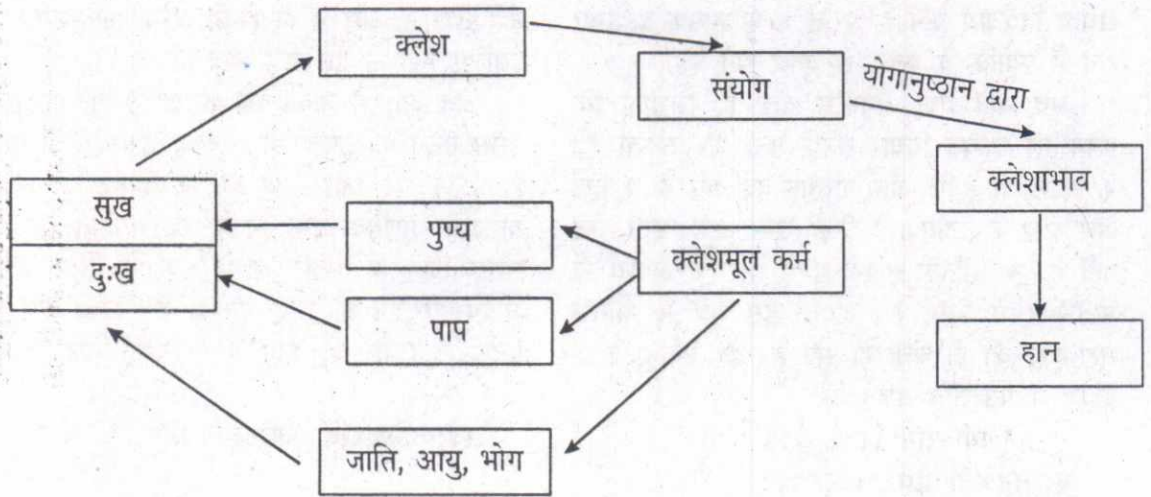 क्लेश
संयोग
योगानुष्ठान द्वारा
क्लेशाभाव
सुख
पुण्य
क्लेशमूल कर्म
दुःख
पाप
हान
जाति, आयु, भोग